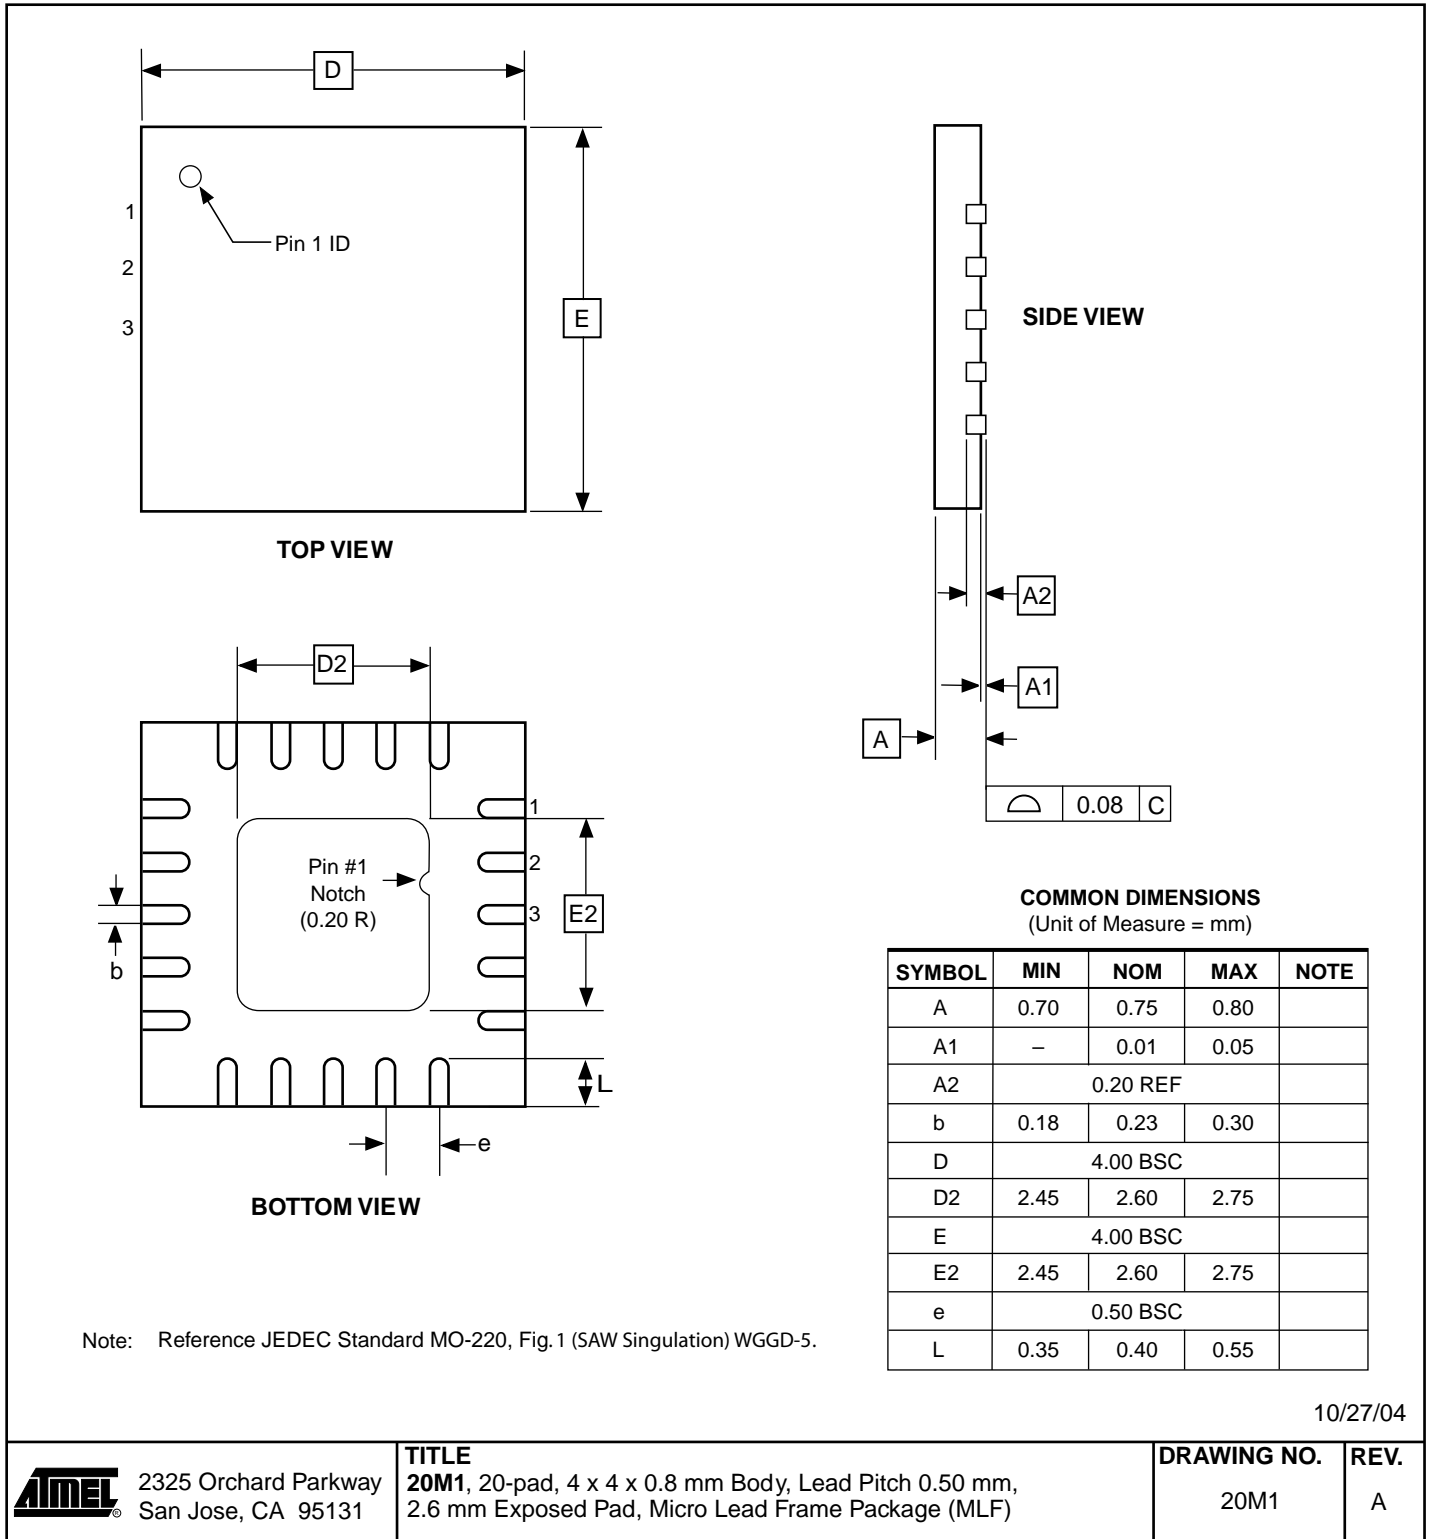 D
1
2
3
Pin 1 ID
E
TOP VIEW
SIDE VIEW
A2
A1
A
0.08 C
D2
1
2
3
Pin #1
Notch
(0.20 R)
E2
b
L
e
BOTTOM VIEW
COMMON DIMENSIONS
(Unit of Measure = mm)
SYMBOL MIN NOM MAX NOTE
A 0.70 0.75 0.80
A1 – 0.01 0.05
A2 0.20 REF
b 0.18 0.23 0.30
D 4.00 BSC
D2 2.45 2.60 2.75
E 4.00 BSC
E2 2.45 2.60 2.75
e 0.50 BSC
L 0.35 0.40 0.55
Note: Reference JEDEC Standard MO-220, Fig. 1 (SAW Singulation) WGGD-5.
10/27/04
ATMEL ®
2325 Orchard Parkway
San Jose, CA 95131
TITLE
20M1, 20-pad, 4 x 4 x 0.8 mm Body, Lead Pitch 0.50 mm,
2.6 mm Exposed Pad, Micro Lead Frame Package (MLF)
DRAWING NO.
20M1
REV.
A